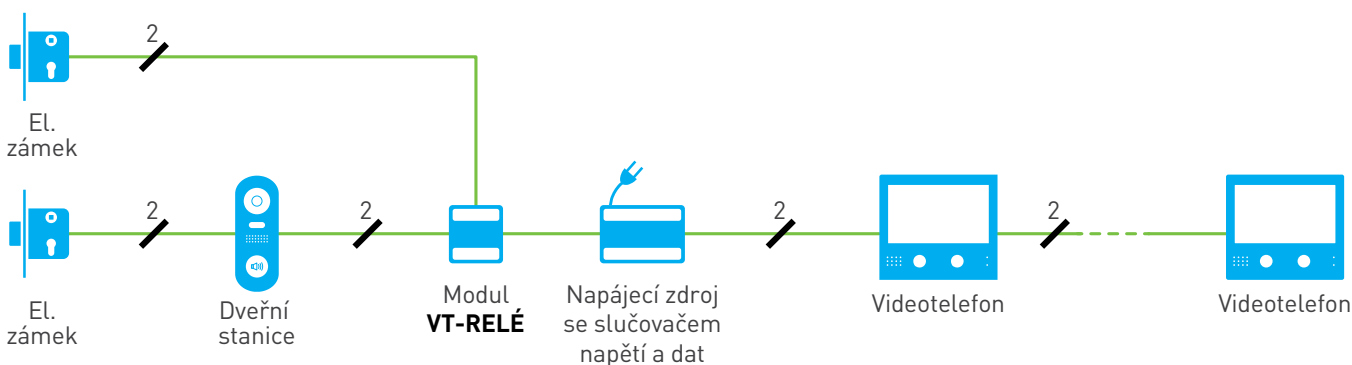 2
El.
zámek
2
2
2
2
El.
zámek
Dveřní
stanice
Modul
VT-RELÉ
Napájecí zdroj
se slučovačem
napětí a dat
Videotelefon
Videotelefon